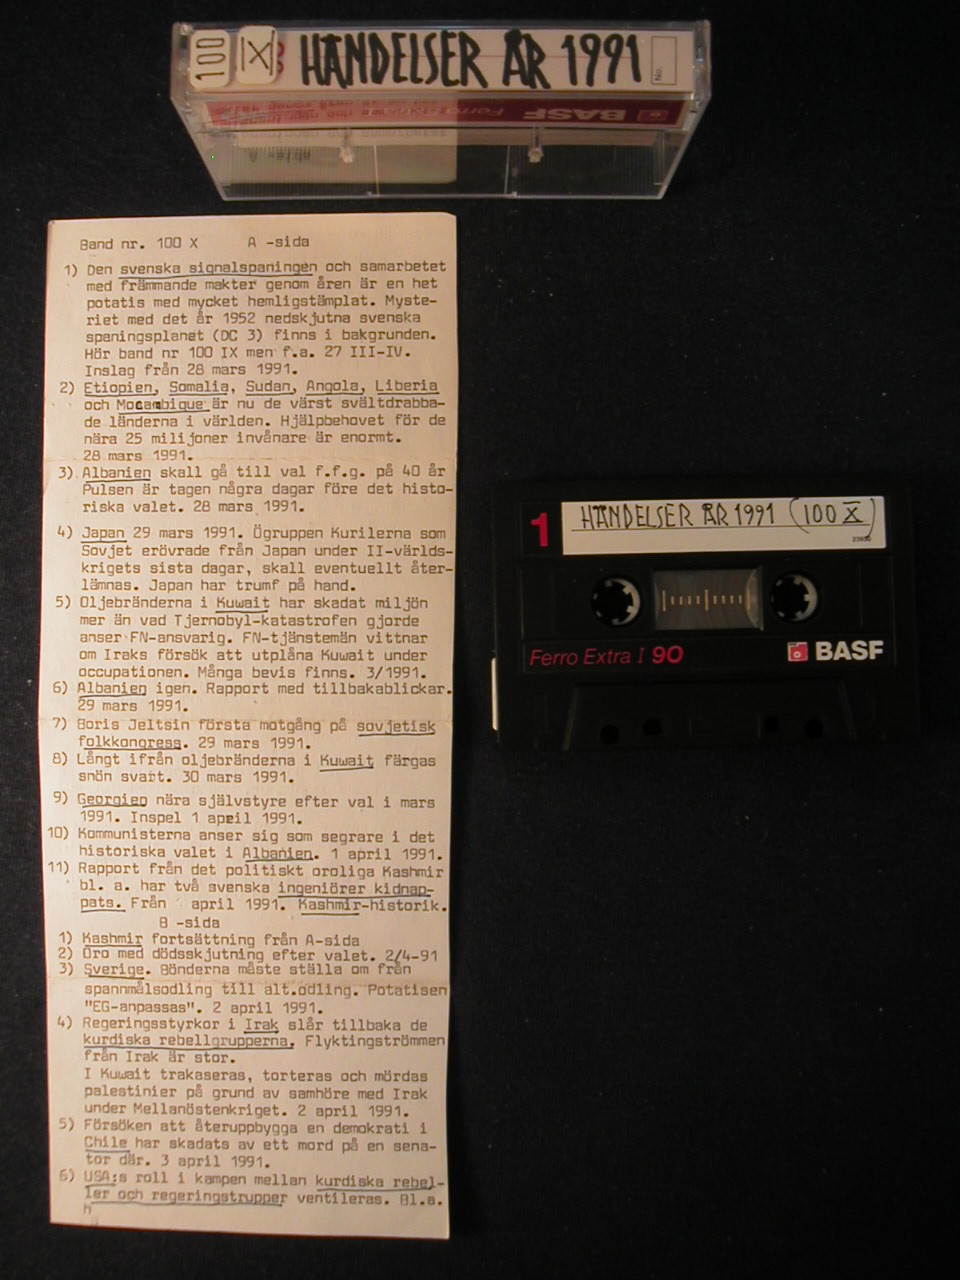 100
IX
HÄNDELSER ÅR 1991
No.
BASF
Band nr. 100 X A -sida
1) Den svenska signalspaningen och samarbetet
med främmande makter genom åren är en het
potatis med mycket hemligstämplat. Myste-
riet med det år 1952 nedskjutna svenska
spaningsplanet (DC 3) finns i bakgrunden.
Hör band nr 100 IX men f.a. 27 III-IV.
Inslag från 28 mars 1991.
2) Etiopien, Somalia, Sudan, Angola, Liberia
och Mocambique är nu de värst svältdrabba-
de länderna i världen. Hjälpbehovet för de
nära 25 miljoner invånare är enormt.
28 mars 1991.
3) Albanien skall gå till val f.f.g. på 40 år
Pulsen är tagen några dagar före det histo-
riska valet. 28 mars 1991.
4) Japan 29 mars 1991. Ögruppen Kurilerna som
Sovjet erövrade från Japan under II-världs-
krigets sista dagar, skall eventuellt åter-
lämnas. Japan har trumf på hand.
5) Oljebränderna i Kuwait har skadat miljön
mer än vad Tjernobyl-katastrofen gjorde
anser FN-ansvarig. FN-tjänstemän vittnar
om Iraks försök att utplåna Kuwait under
occupationen. Många bevis finns. 3/1991.
6) Albanien igen. Rapport med tillbakablickar.
29 mars 1991.
7) Boris Jeltsin första motgång på sovjetisk
folkkongress. 29 mars 1991.
8) Långt ifrån oljebränderna i Kuwait färgas
snön svart. 30 mars 1991.
9) Georgien nära självstyre efter val i mars
1991. Inspel 1 april 1991.
10) Kommunisterna anser sig som segrare i det
historiska valet i Albanien. 1 april 1991.
11) Rapport från det politiskt oroliga Kashmir
bl. a. har två svenska ingeniörer kidnap-
pats. Från april 1991. Kashmir-historik.
B -sida
1) Kashmir fortsättning från A-sida
2) Oro med dödsskjutning efter valet. 2/4-91
3) Sverige. Bönderna måste ställa om från
spannmålsodling till alt.odling. Potatisen
"EG-anpassas". 2 april 1991.
4) Regeringsstyrkor i Irak slår tillbaka de
kurdiska rebellgrupperna. Flyktingströmmen
från Irak är stor.
I Kuwait trakaseras, torteras och mördas
palestinier på grund av samhöre med Irak
under Mellanöstenkriget. 2 april 1991.
5) Försöken att återuppbygga en demokrati i
Chile har skadats av ett mord på en sena-
tor där. 3 april 1991.
6) USA:s roll i kampen mellan kurdiska rebel-
ler och regeringstrupper ventileras. Bl.a.
1
HÄNDELSER ÅR 1991 (100 X)
Ferro Extra I 90
BASF